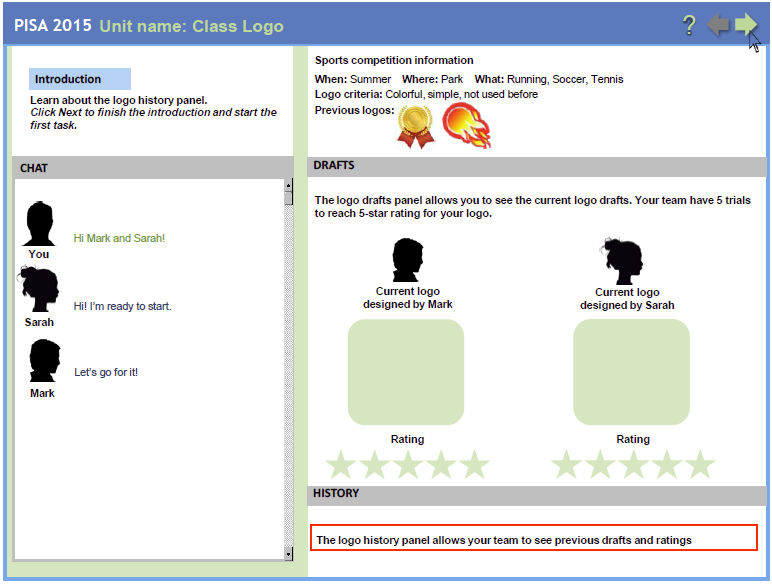 PISA 2015 Unit name: Class Logo
?
Introduction
Learn about the logo history panel.
Click Next to finish the introduction and start the
first task.
CHAT
Hi Mark and Sarah!
You
Hi! I'm ready to start.
Sarah
Let's go for it!
Mark
Sports competition information
When: Summer Where: Park What: Running, Soccer, Tennis
Logo criteria: Colorful, simple, not used before
Previous logos:
DRAFTS
The logo drafts panel allows you to see the current logo drafts. Your team have 5 trials
to reach 5-star rating for your logo.
Current logo
designed by Mark
Current logo
designed by Sarah
Rating
Rating
HISTORY
The logo history panel allows your team to see previous drafts and ratings